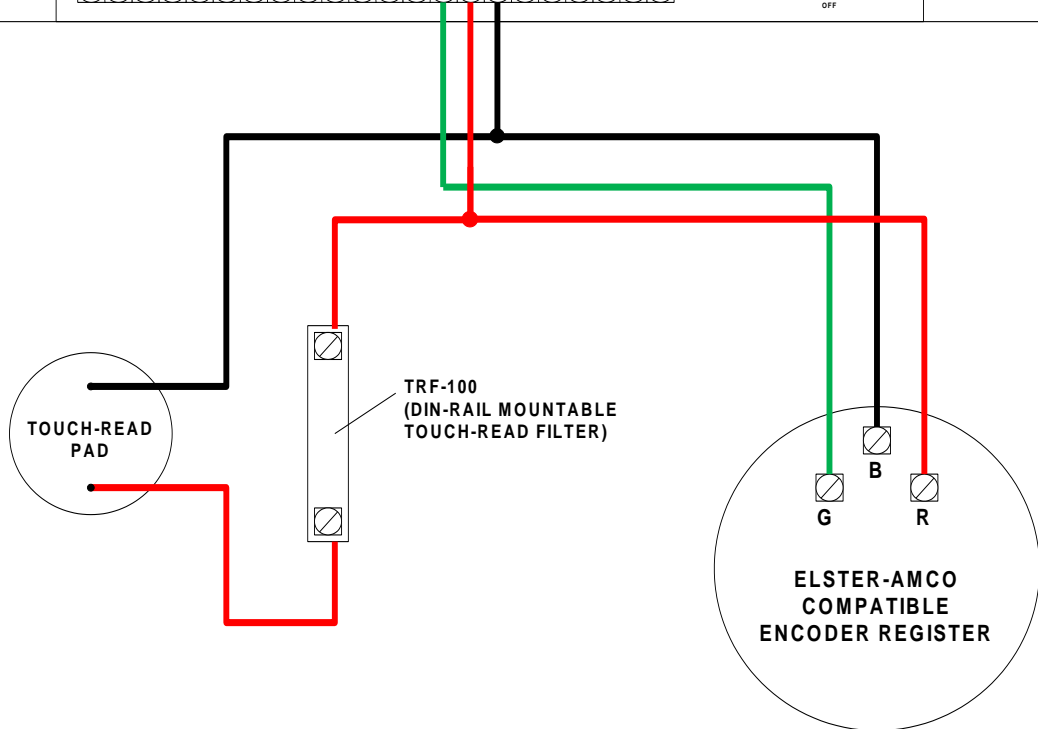 OFF
TRF-100
(DIN-RAIL MOUNTABLE
TOUCH-READ FILTER)
TOUCH-READ
PAD
B
G
R
ELSTER-AMCO
COMPATIBLE
ENCODER REGISTER